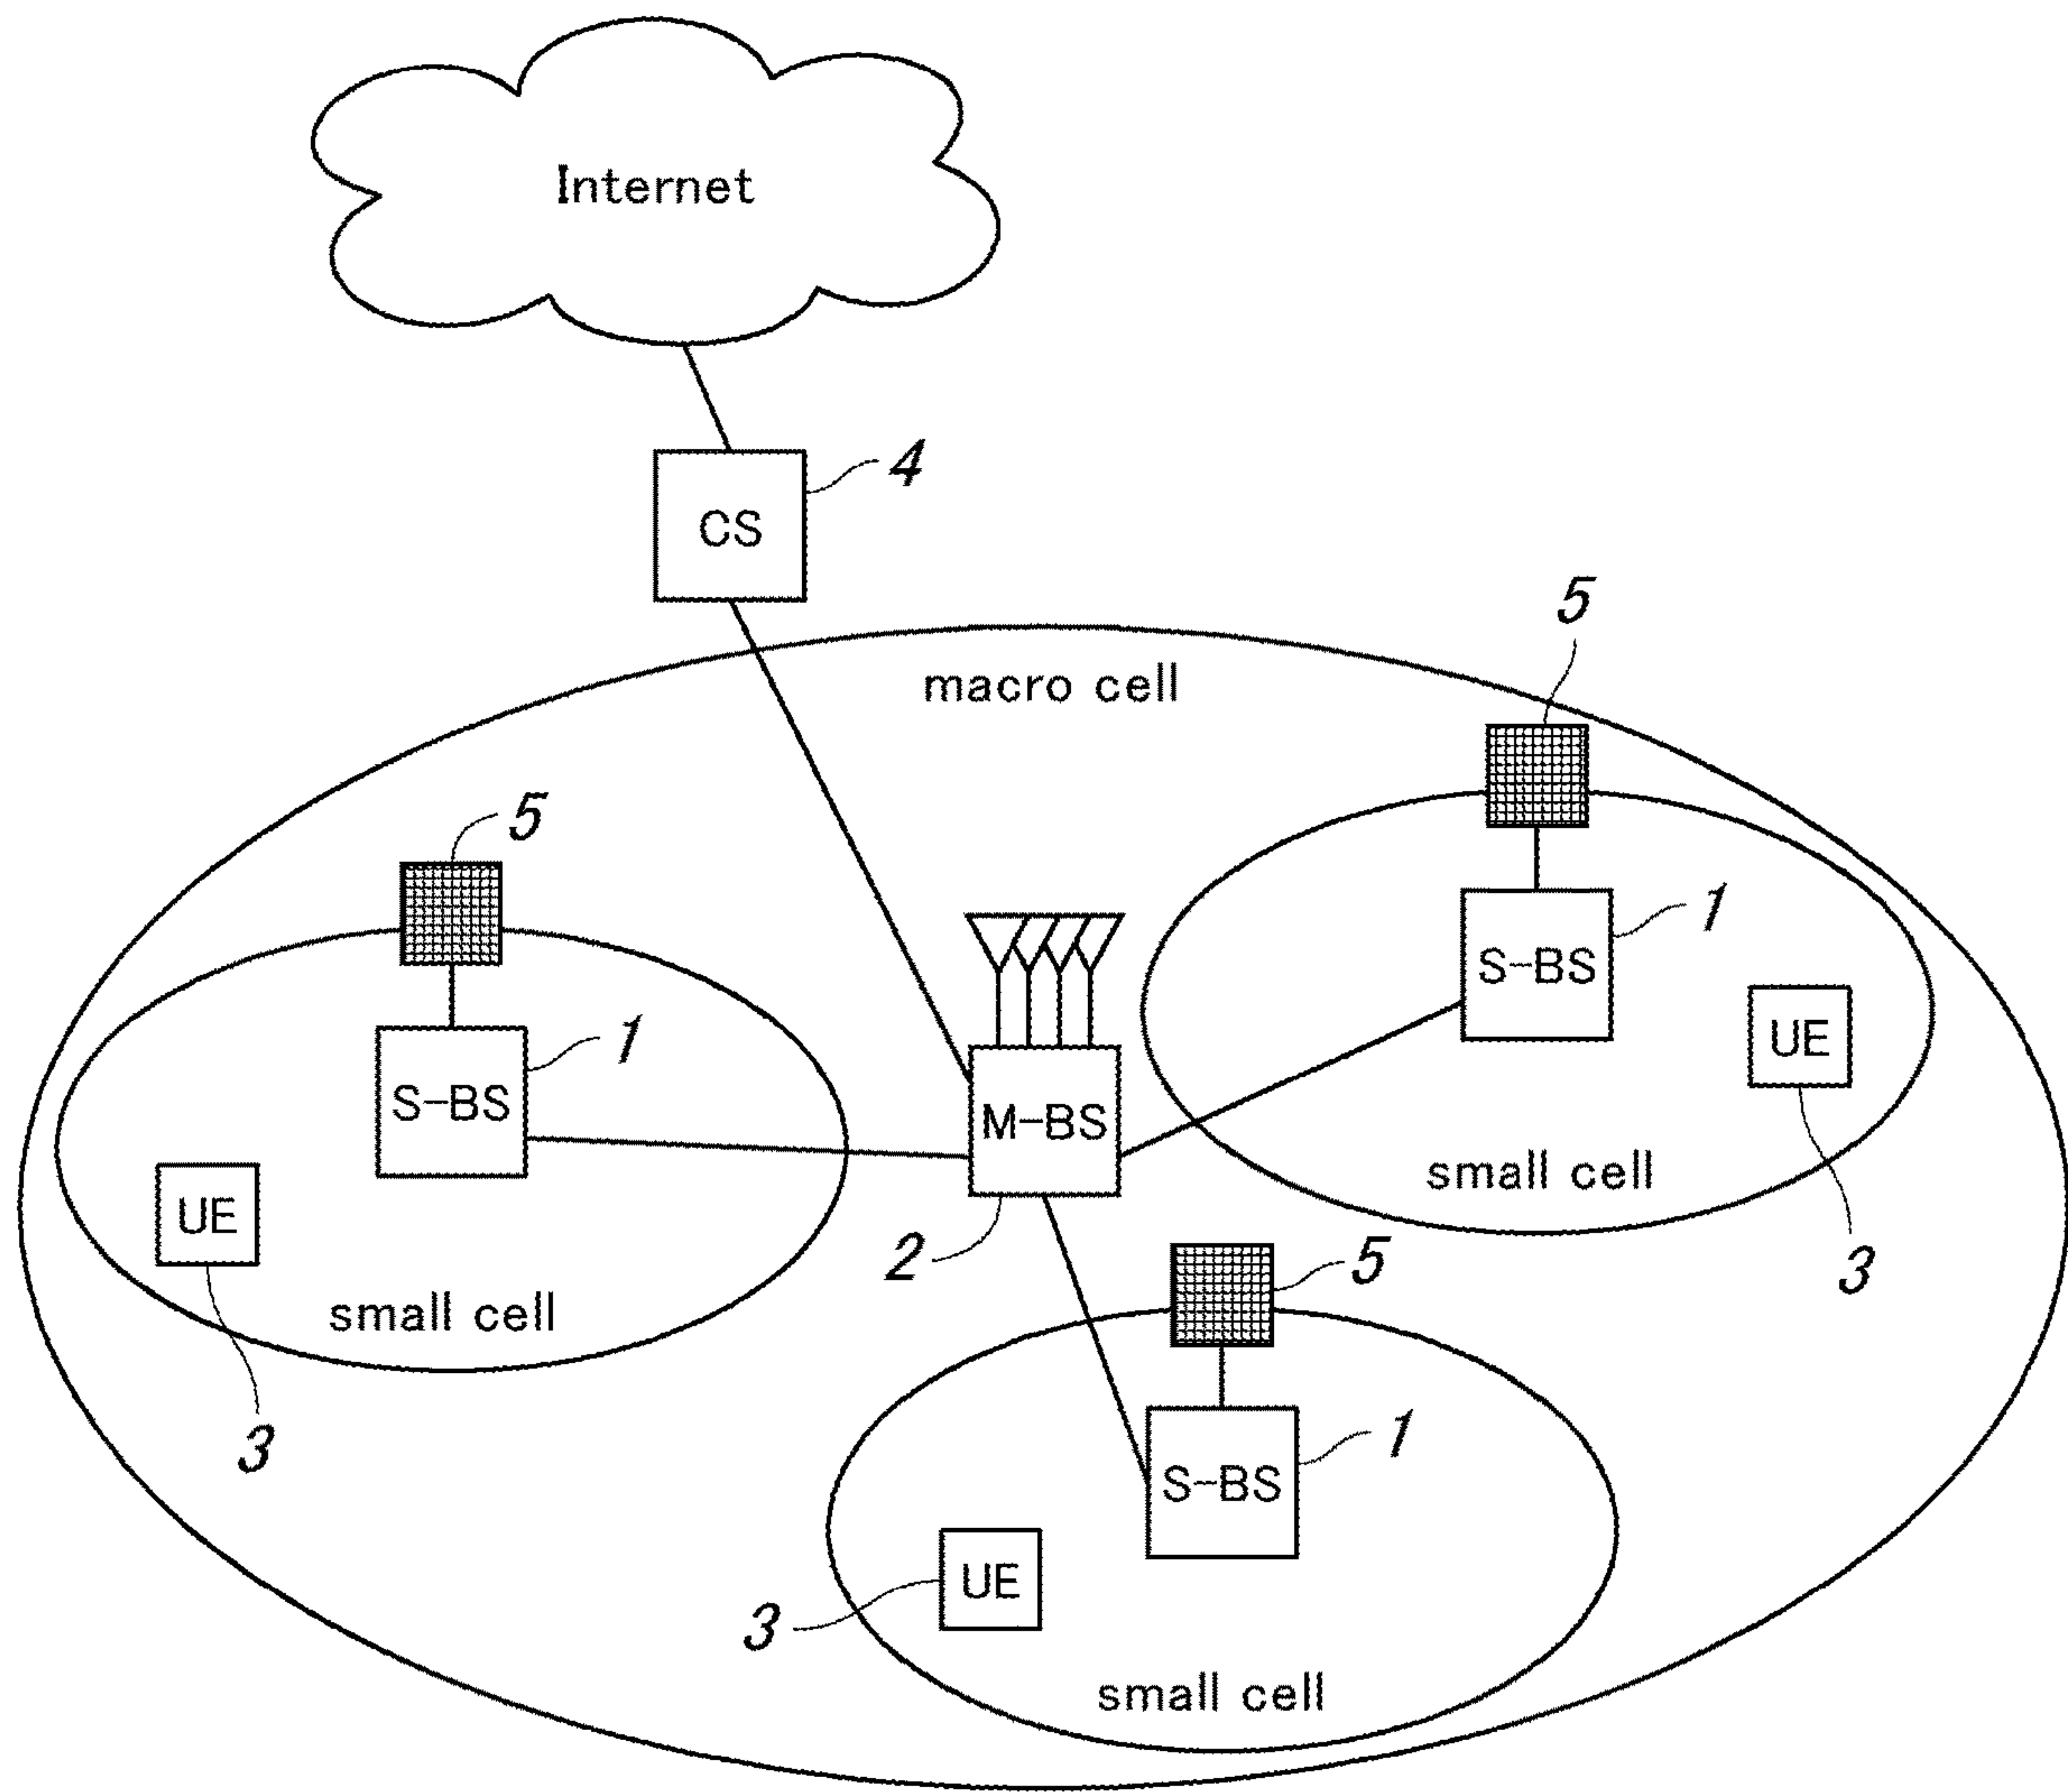 Internet
4
CS
5
macro cell
5
1
S-BS
1
S-BS
UE
M-BS
small cell
UE
2
5
3
small cell
3
1
S-BS
UE
3
small cell